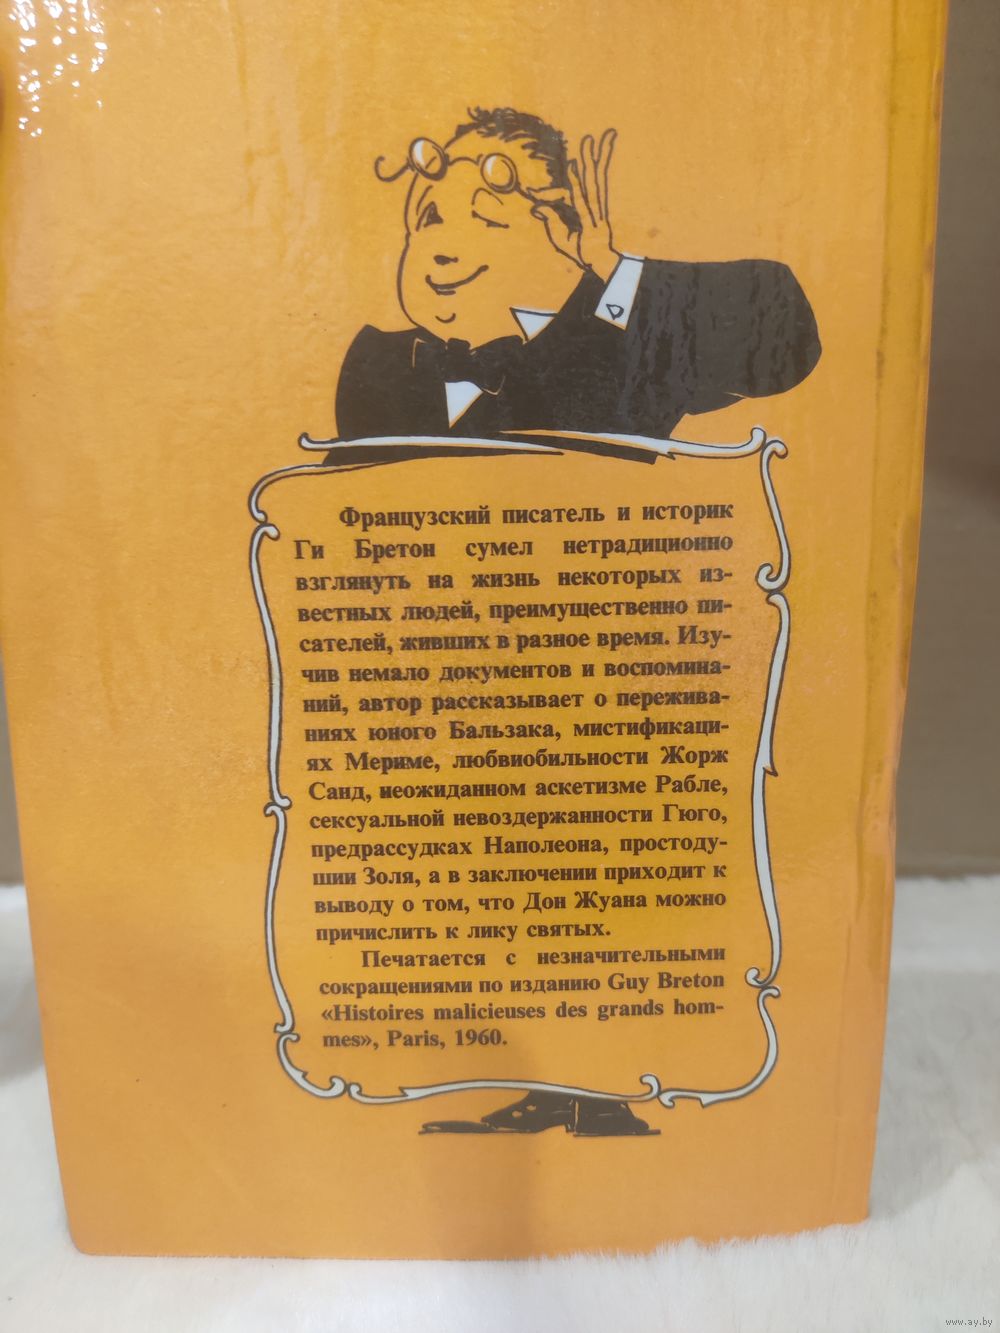 Французский писатель и историк
Ги Бретон сумел нетрадиционно
взглянуть на жизнь некоторых из-
вестных людей, преимущественно пи-
сателей, живших в разное время. Изу-
чив немало документов и воспомина-
ний, автор рассказывает о пережива-
ниях юного Бальзака, мистификаци-
ях Мериме, любвиобильности Жорж
Санд, неожиданном аскетизме Рабле,
сексуальной невоздержанности Гюго,
предрассудках Наполеона, простоду-
шии Золя, а в заключении приходит к
выводу о том, что Дон Жуана можно
причислить к лику святых.
Печатается с незначительными
сокращениями по изданию Guy Breton
«Histoires malicieuses des grands hom-
mes», Paris, 1960.
www.ay.by